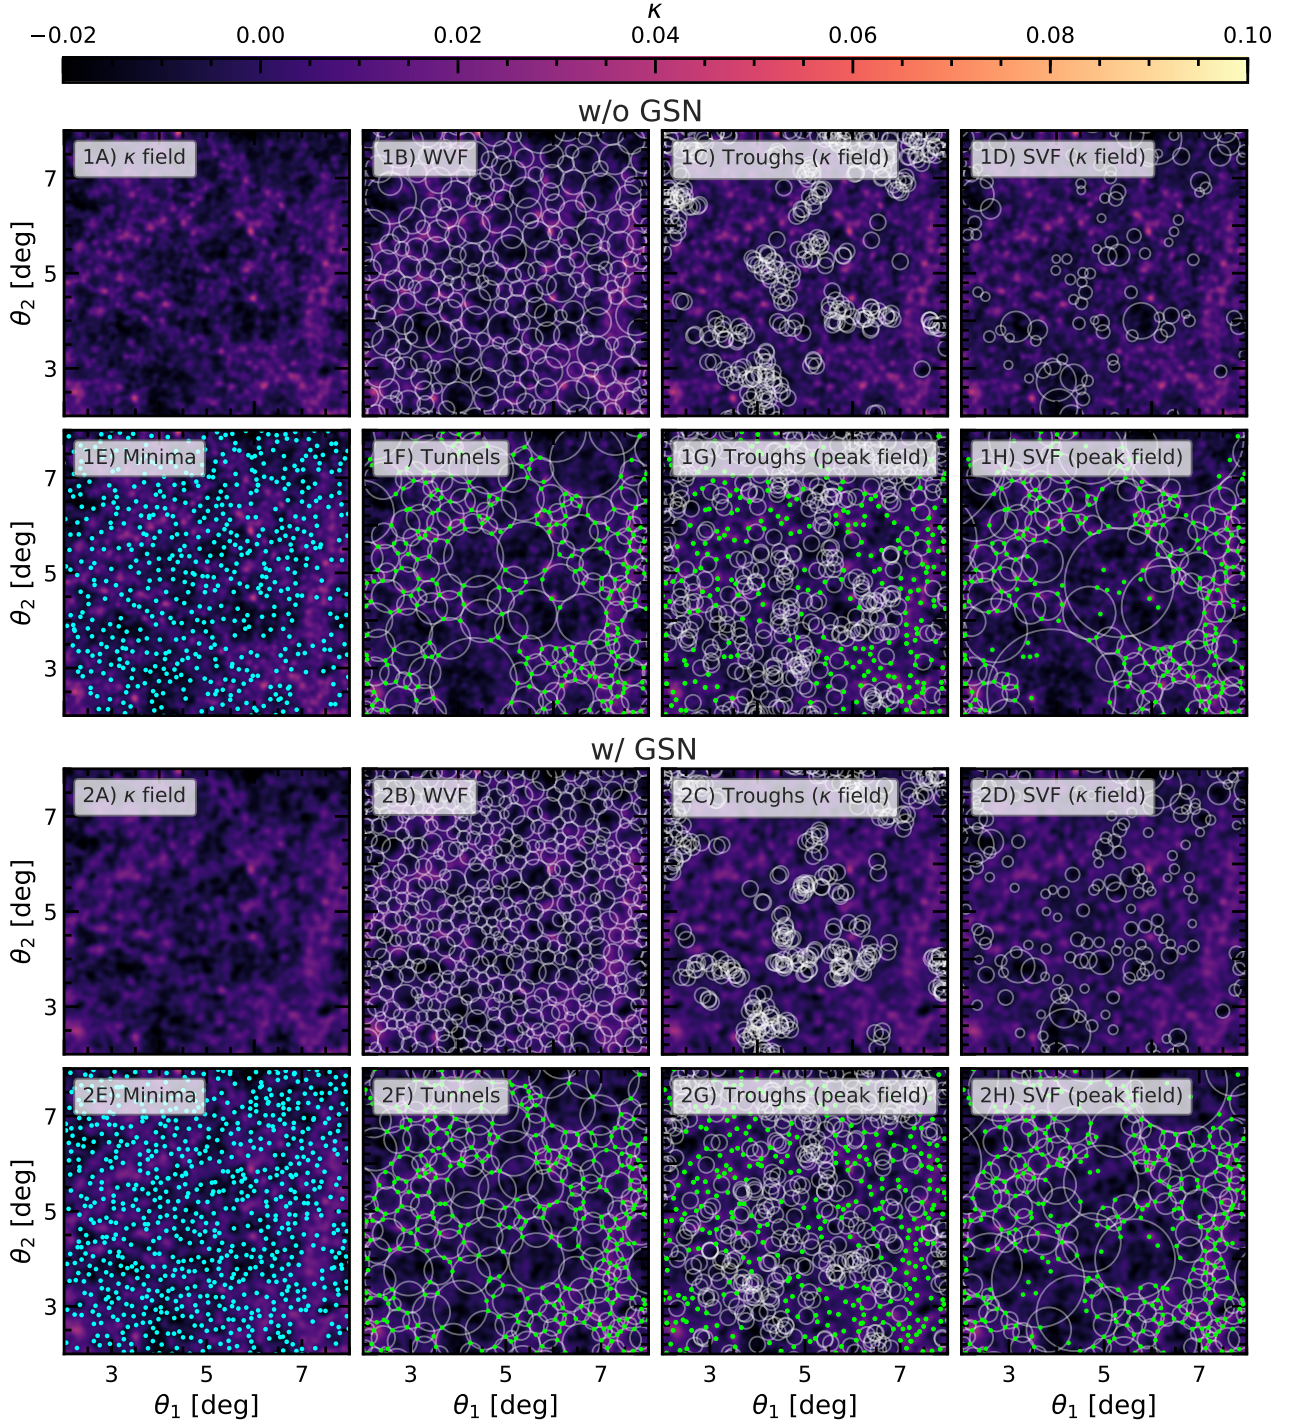 κ
−0.02 0.00 0.02 0.04 0.06 0.08 0.10
w/o GSN
1A) κ field 1B) WVF 1C) Troughs (κ field) 1D) SVF (κ field)
7
5
3
θ₂ [deg]
1E) Minima 1F) Tunnels 1G) Troughs (peak field) 1H) SVF (peak field)
7
5
3
θ₂ [deg]
w/ GSN
2A) κ field 2B) WVF 2C) Troughs (κ field) 2D) SVF (κ field)
7
5
3
θ₂ [deg]
2E) Minima 2F) Tunnels 2G) Troughs (peak field) 2H) SVF (peak field)
7
5
3
θ₂ [deg]
3 5 7 3 5 7 3 5 7 3 5 7
θ₁ [deg] θ₁ [deg] θ₁ [deg] θ₁ [deg]